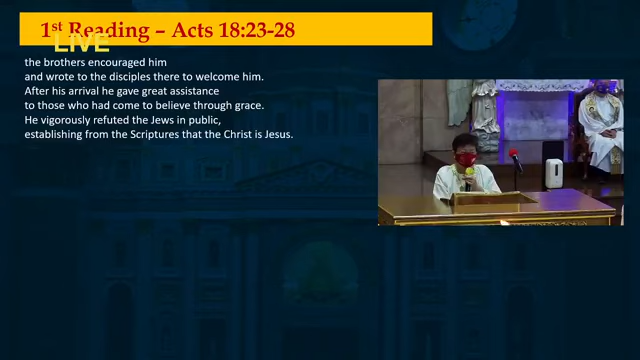 1st Reading – Acts 18:23-28
LIVE
the brothers encouraged him
and wrote to the disciples there to welcome him.
After his arrival he gave great assistance
to those who had come to believe through grace.
He vigorously refuted the Jews in public,
establishing from the Scriptures that the Christ is Jesus.